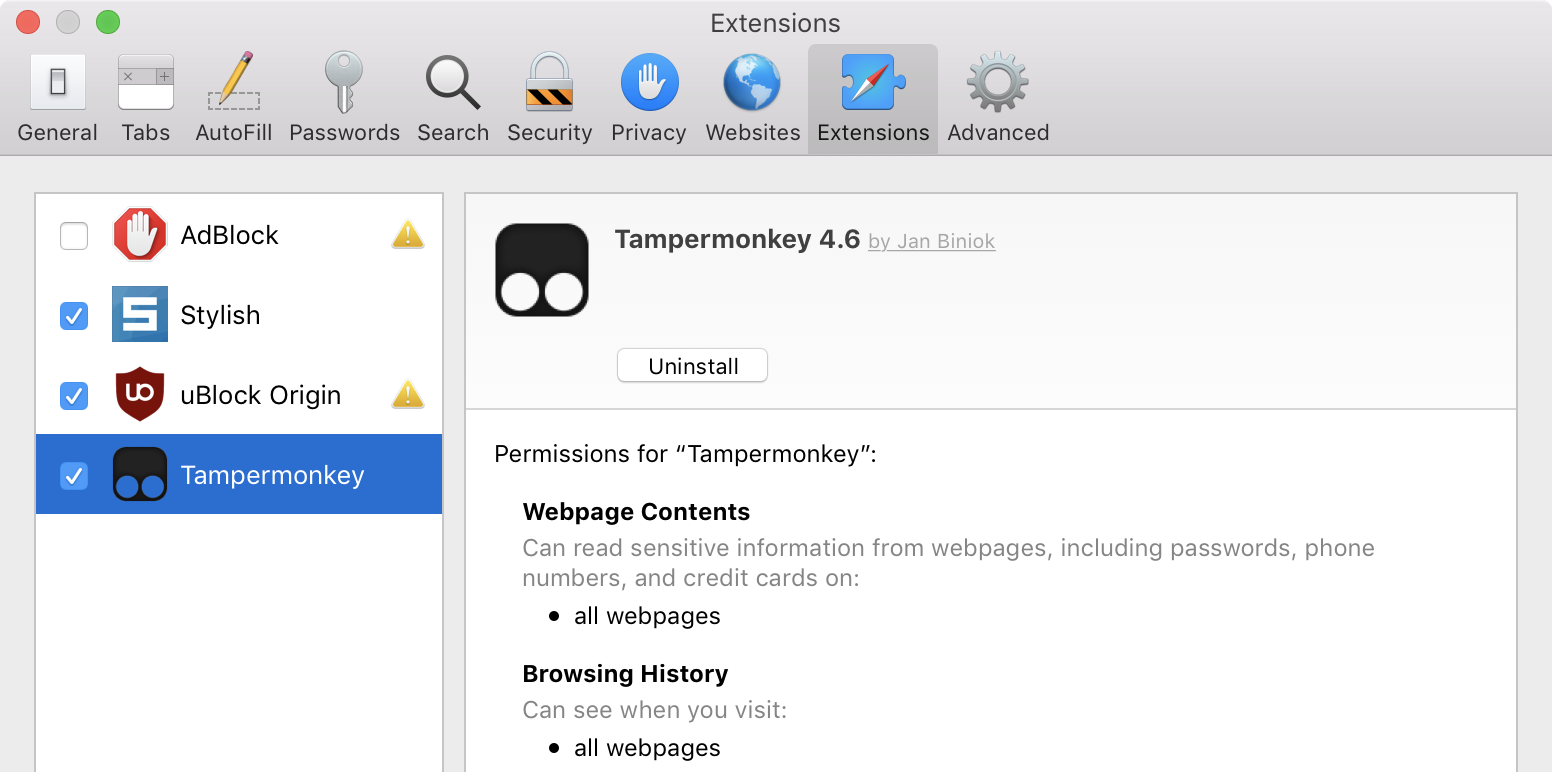 Extensions
General Tabs AutoFill Passwords Search Security Privacy Websites Extensions Advanced
AdBlock
Stylish
uBlock Origin
Tampermonkey
Tampermonkey 4.6 by Jan Biniok
Uninstall
Permissions for “Tampermonkey”:
Webpage Contents
Can read sensitive information from webpages, including passwords, phone
numbers, and credit cards on:
• all webpages
Browsing History
Can see when you visit:
• all webpages